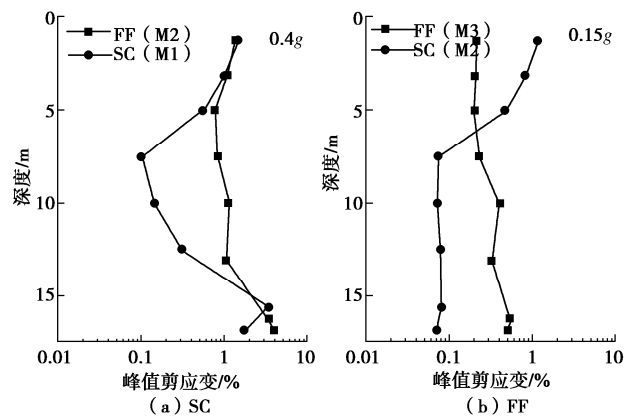 0
5
10
15
深度/m
FF（M2）
SC（M1）
0.4g
0.01
0.1
1
10
峰值剪应变/%
（a）SC
0
5
10
15
深度/m
FF（M3）
SC（M2）
0.15g
0.01
0.1
1
10
峰值剪应变/%
（b）FF